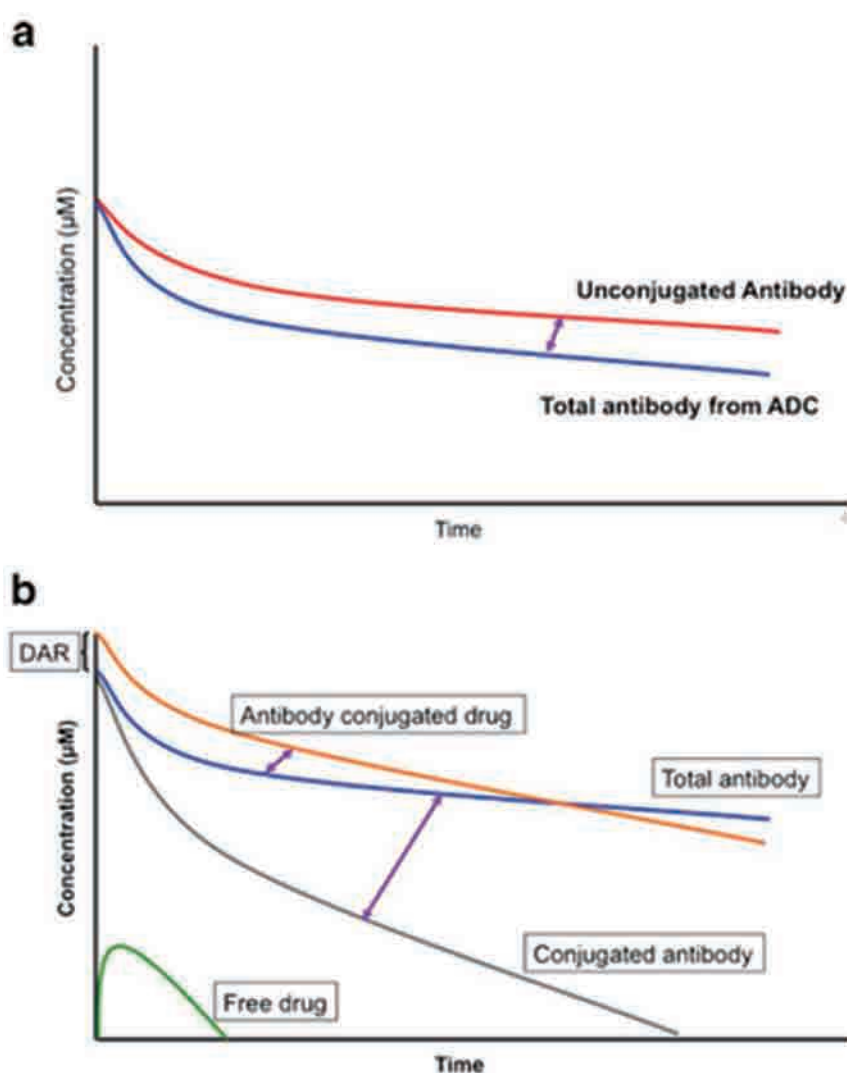 a
Concentration (µM)
Unconjugated Antibody
Total antibody from ADC
Time
b
DAR
Antibody conjugated drug
Total antibody
Concentration (µM)
Conjugated antibody
Free drug
Time